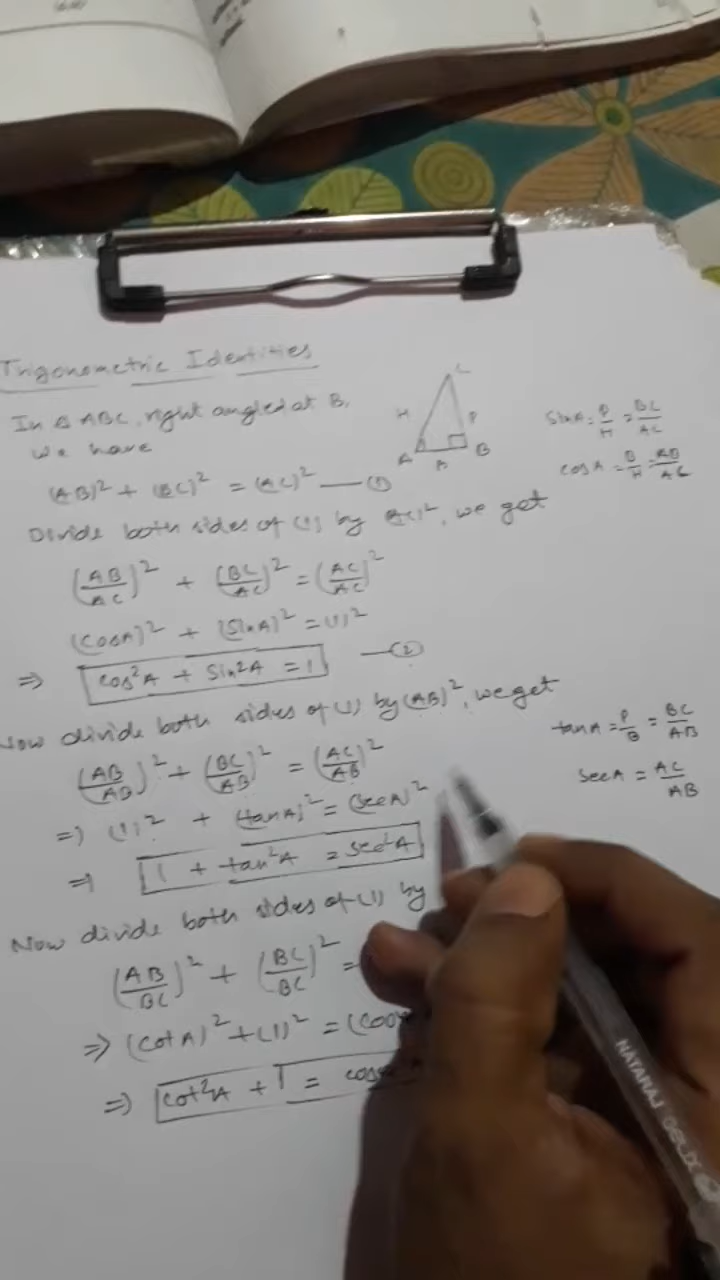 Trigonometric Identities
In Δ ABC, right angled at B,
we have
C
H
P
A
B
B
sinA = P/H = BC/AC
cosA = B/H = AB/AC
(AB)² + (BC)² = (AC)² — (1)
Divide both sides of (1) by (AC)², we get
(AB/AC)² + (BC/AC)² = (AC/AC)²
(CosA)² + (SinA)² = (1)²
⇒ cos²A + Sin²A = 1 — (2)
Now divide both sides of (1) by (AB)², we get
tanA = P/B = BC/AB
(AB/AB)² + (BC/AB)² = (AC/AB)²
secA = AC/AB
⇒ (1)² + (tanA)² = (secA)²
⇒ 1 + tan²A = sec²A
Now divide both sides of (1) by
(AB/BC)² + (BC/BC)² =
⇒ (cotA)² + (1)² =
⇒ cot²A + 1 =
NATARAJ GELIX